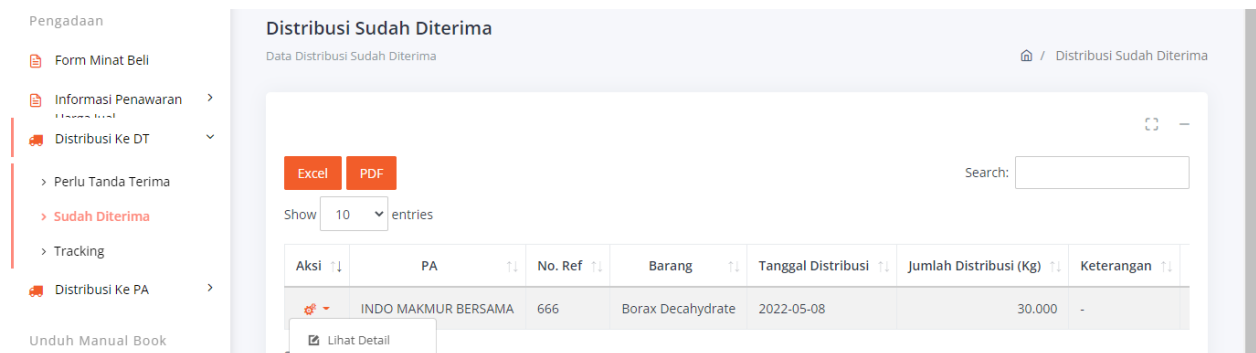 Pengadaan
Form Minat Beli
Informasi Penawaran
Distribusi Ke DT
Perlu Tanda Terima
Sudah Diterima
Tracking
Distribusi Ke PA
Unduh Manual Book
Distribusi Sudah Diterima
Data Distribusi Sudah Diterima
/ Distribusi Sudah Diterima
Excel PDF
Search:
Show 10 entries
Aksi PA No. Ref Barang Tanggal Distribusi Jumlah Distribusi (Kg) Keterangan
INDO MAKMUR BERSAMA 666 Borax Decahydrate 2022-05-08 30.000 -
Lihat Detail